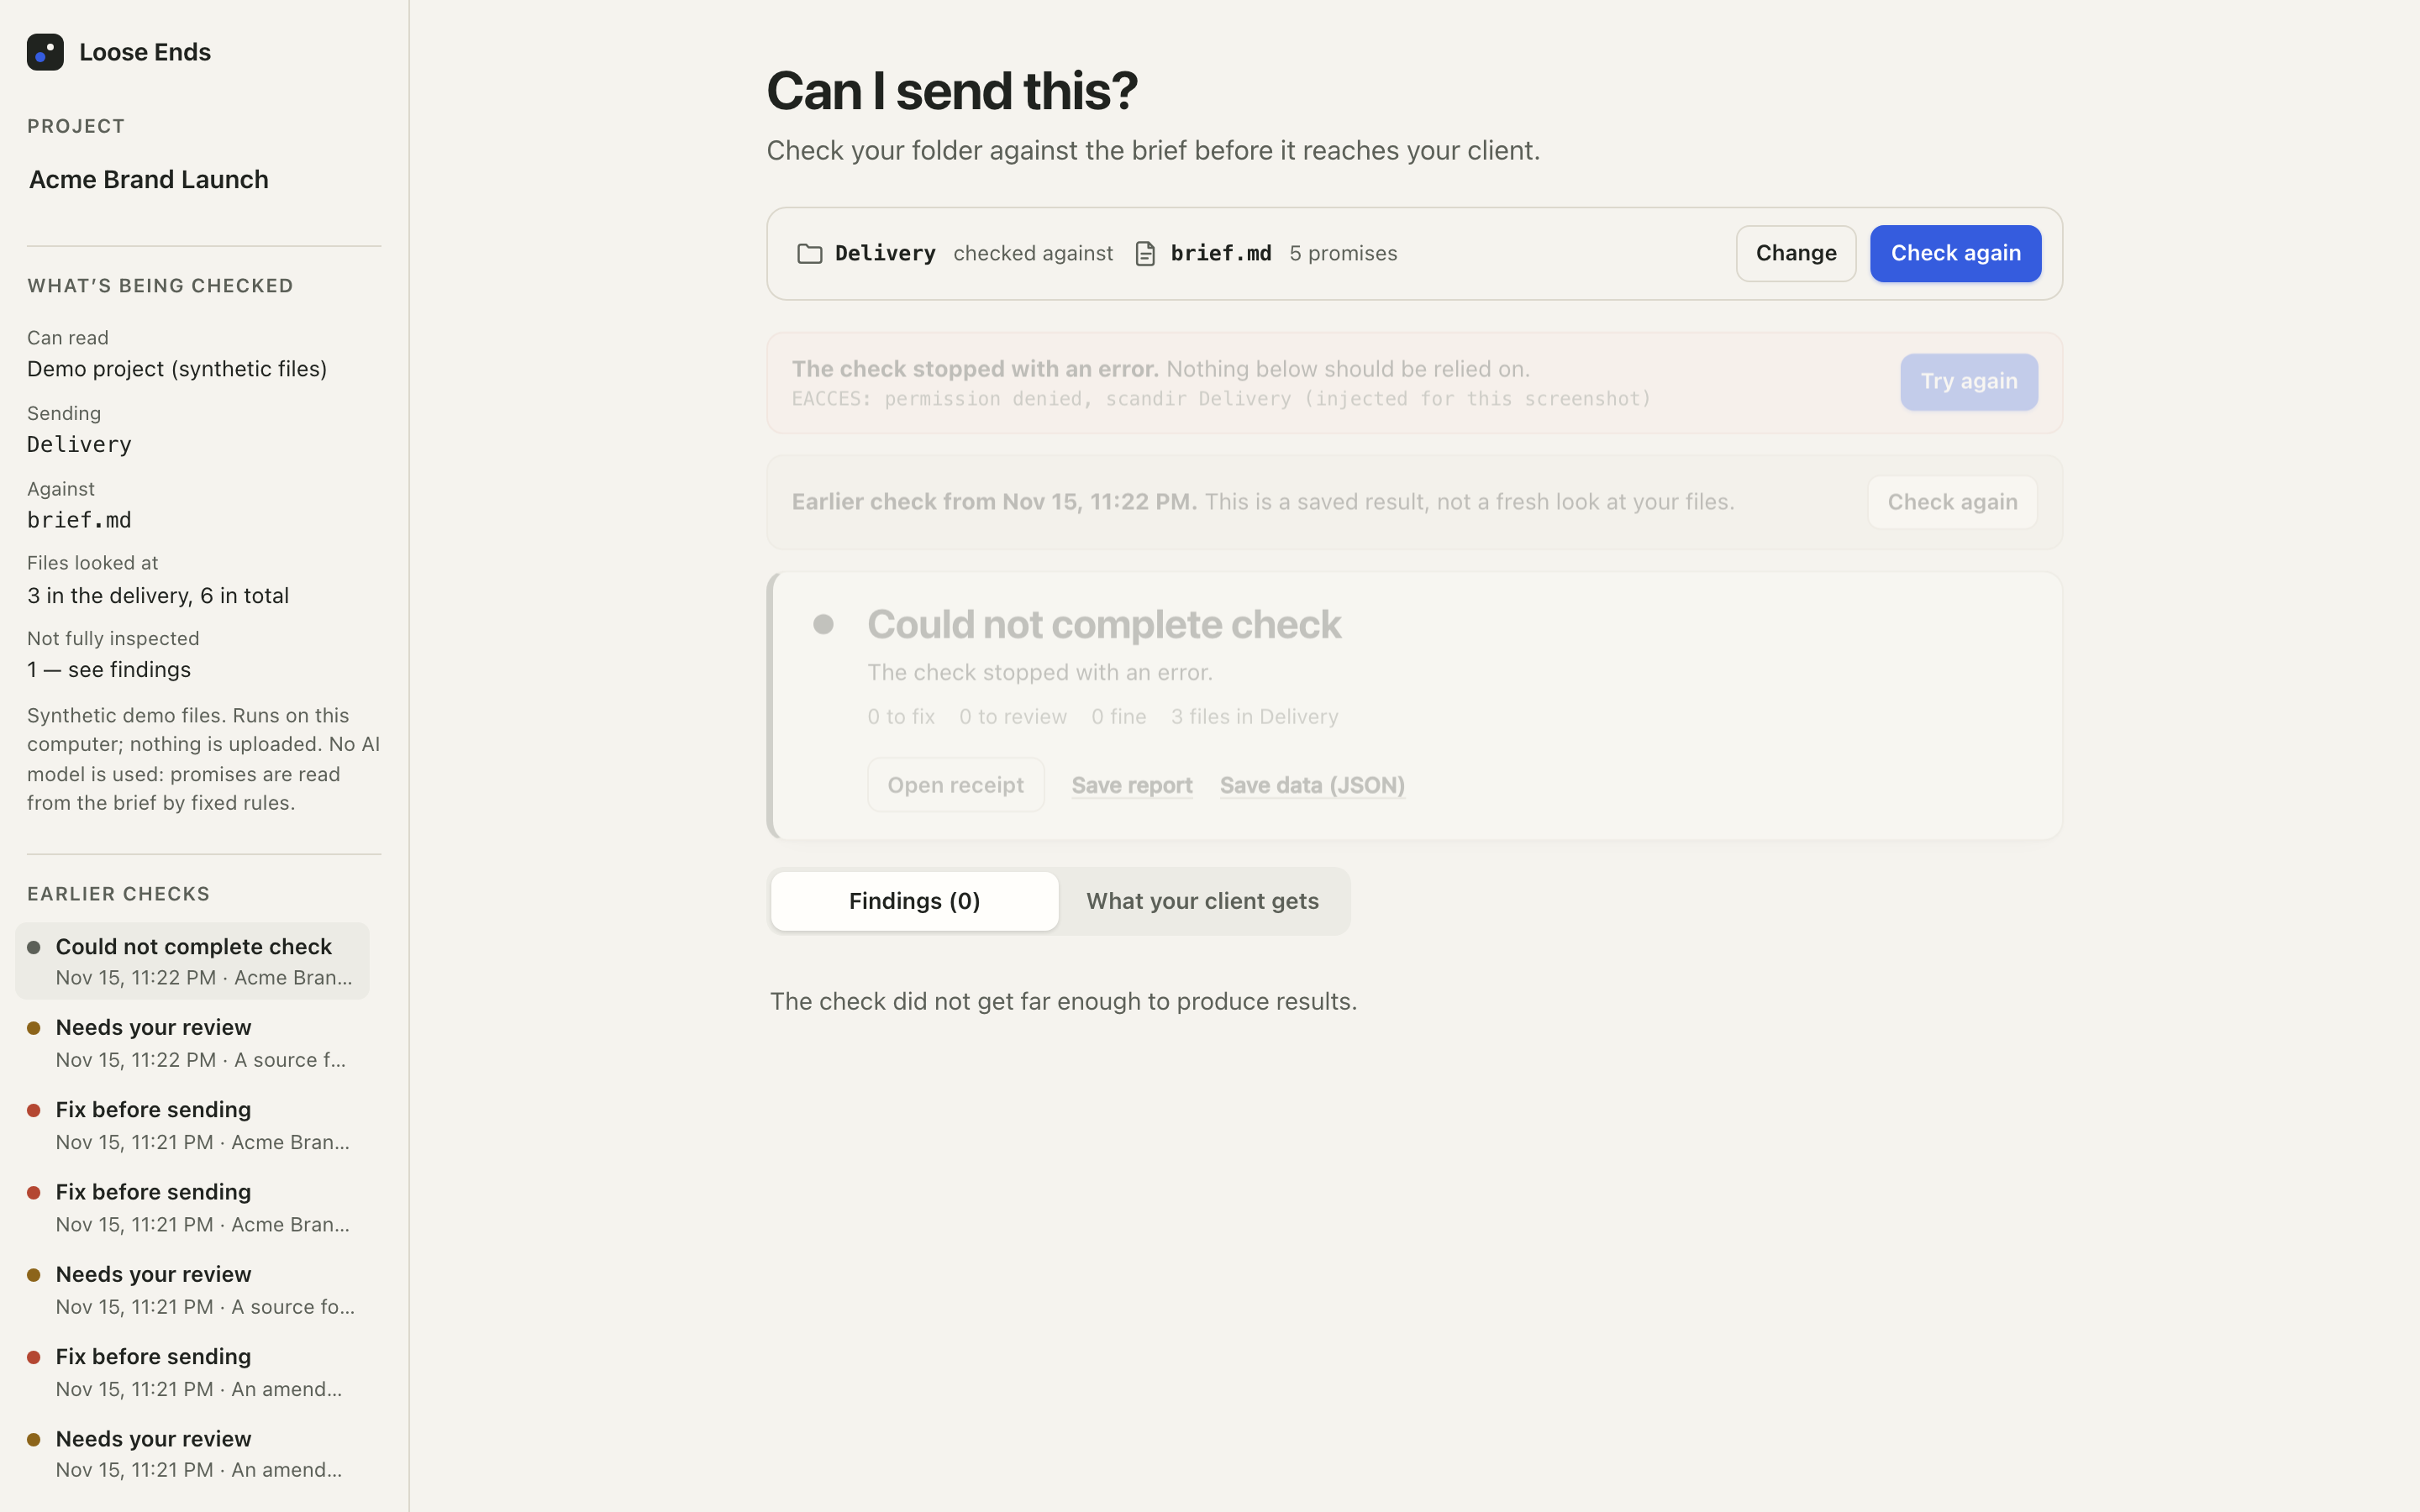 Loose Ends
PROJECT
Acme Brand Launch
WHAT’S BEING CHECKED
Can read
Demo project (synthetic files)
Sending
Delivery
Against
brief.md
Files looked at
3 in the delivery, 6 in total
Not fully inspected
1 — see findings
Synthetic demo files. Runs on this
computer; nothing is uploaded. No AI
model is used: promises are read
from the brief by fixed rules.
EARLIER CHECKS
Could not complete check
Nov 15, 11:22 PM · Acme Bran...
Needs your review
Nov 15, 11:22 PM · A source f...
Fix before sending
Nov 15, 11:21 PM · Acme Bran...
Fix before sending
Nov 15, 11:21 PM · Acme Bran...
Needs your review
Nov 15, 11:21 PM · A source fo...
Fix before sending
Nov 15, 11:21 PM · An amend...
Needs your review
Nov 15, 11:21 PM · An amend...
Can I send this?
Check your folder against the brief before it reaches your client.
Delivery checked against brief.md 5 promises Change Check again
The check stopped with an error. Nothing below should be relied on.
EACCES: permission denied, scandir Delivery (injected for this screenshot)
Try again
Earlier check from Nov 15, 11:22 PM. This is a saved result, not a fresh look at your files. Check again
Could not complete check
The check stopped with an error.
0 to fix 0 to review 0 fine 3 files in Delivery
Open receipt Save report Save data (JSON)
Findings (0) What your client gets
The check did not get far enough to produce results.